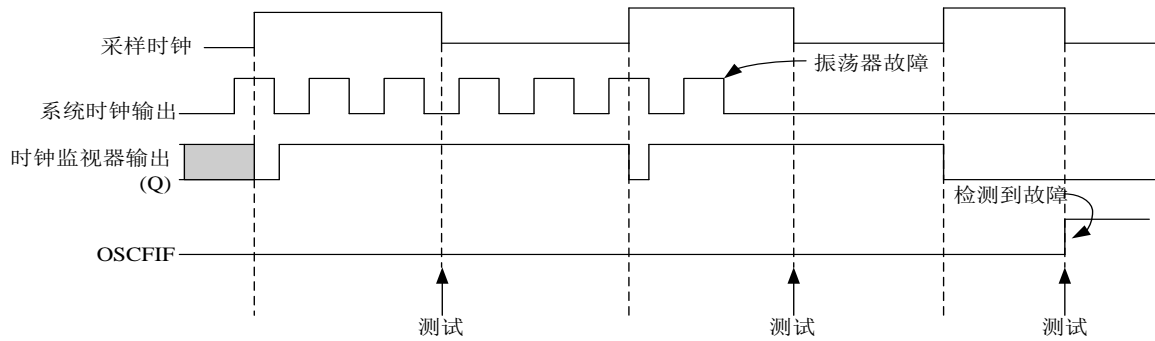 采样时钟
振荡器故障
系统时钟输出
时钟监视器输出
(Q)
检测到故障
OSCFIF
测试
测试
测试